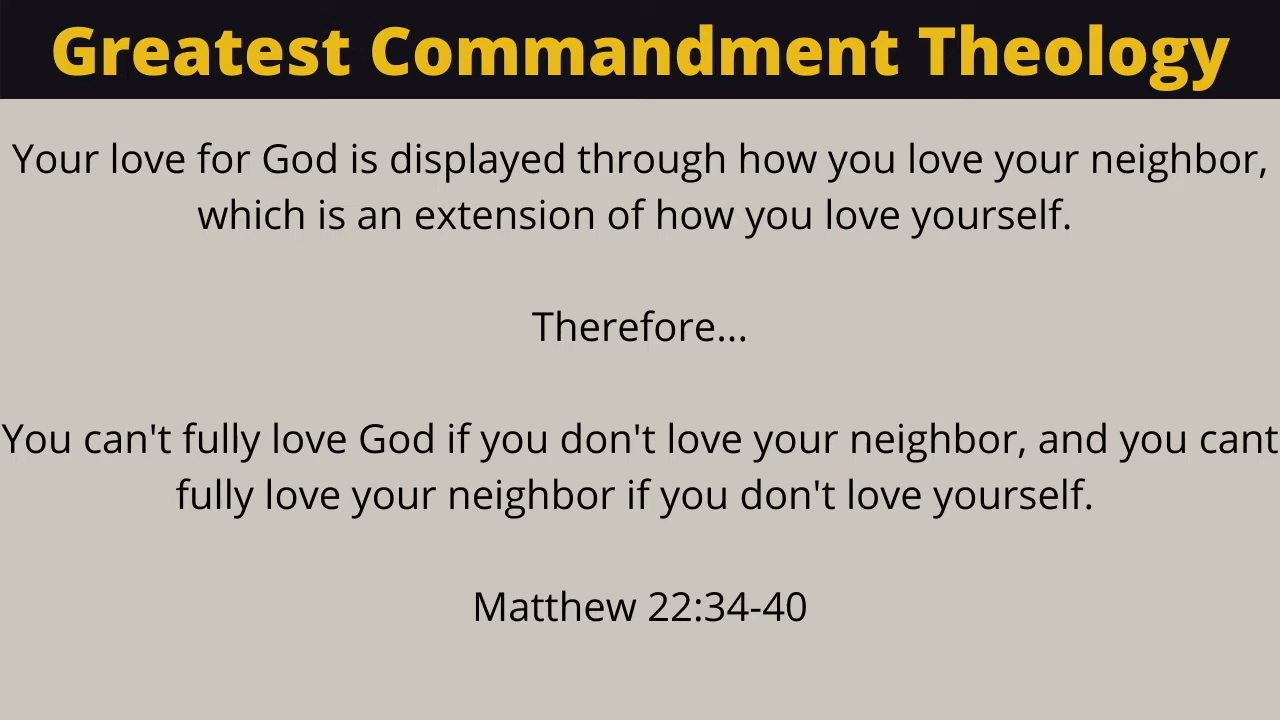 Greatest Commandment Theology
Your love for God is displayed through how you love your neighbor,
which is an extension of how you love yourself.
Therefore...
You can't fully love God if you don't love your neighbor, and you cant
fully love your neighbor if you don't love yourself.
Matthew 22:34-40